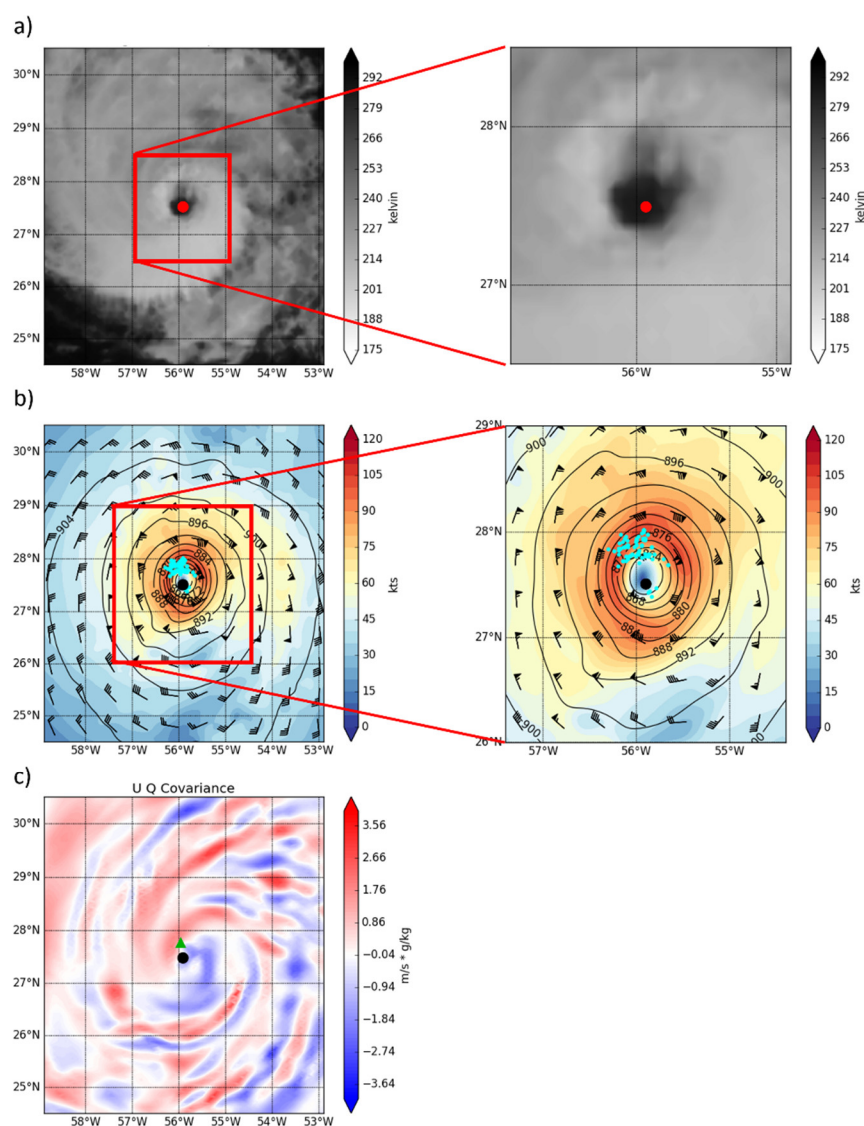 a)
30°N
29°N
28°N
27°N
26°N
25°N
58°W 57°W 56°W 55°W 54°W 53°W
292
279
266
253
240
227
214
201
188
175
kelvin
28°N
27°N
56°W 55°W
292
279
266
253
240
227
214
201
188
175
kelvin
b)
30°N
29°N
28°N
27°N
26°N
25°N
58°W 57°W 56°W 55°W 54°W 53°W
904
896
900
884
888
892
120
105
90
75
60
45
30
15
0
kts
29°N
28°N
27°N
26°N
57°W 56°W 55°W
900
896
900
876
868
880
888
892
900
900
120
105
90
75
60
45
30
15
0
kts
c)
U Q Covariance
30°N
29°N
28°N
27°N
26°N
25°N
58°W 57°W 56°W 55°W 54°W 53°W
3.56
2.66
1.76
0.86
−0.04
−0.94
−1.84
−2.74
−3.64
m/s * g/kg